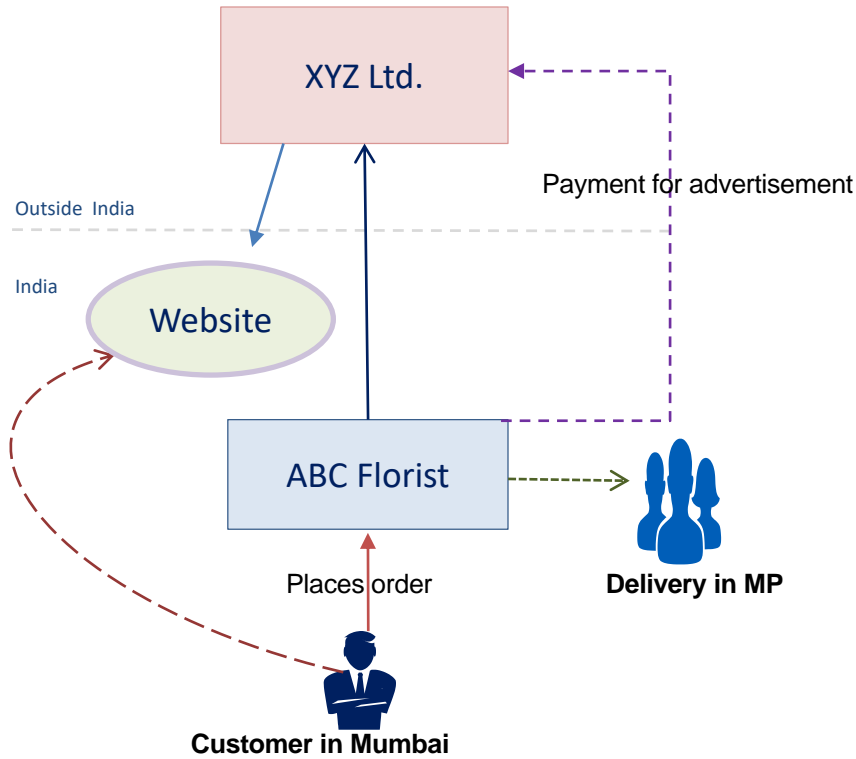 XYZ Ltd.
Payment for advertisement
Outside India
India
Website
ABC Florist
Places order
Delivery in MP
Customer in Mumbai